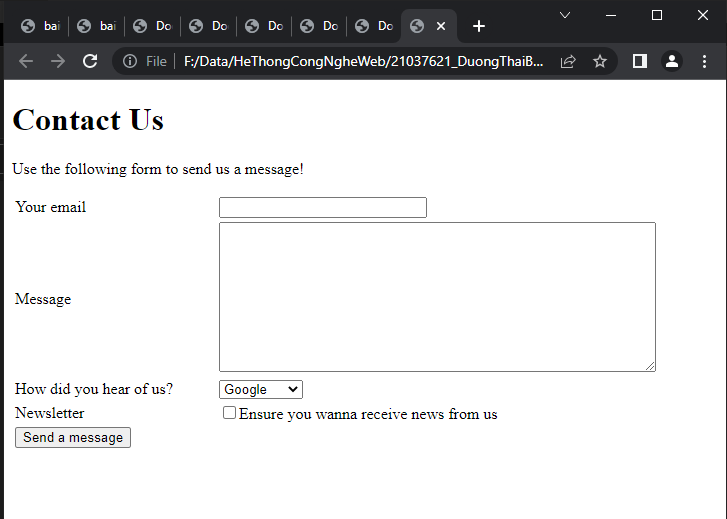 bai
bai
Do
Do
Do
Do
Do
File
F:/Data/HeThongCongNgheWeb/21037621_DuongThaiB...
Contact Us
Use the following form to send us a message!
Your email
Message
How did you hear of us?
Google
Newsletter
Ensure you wanna receive news from us
Send a message